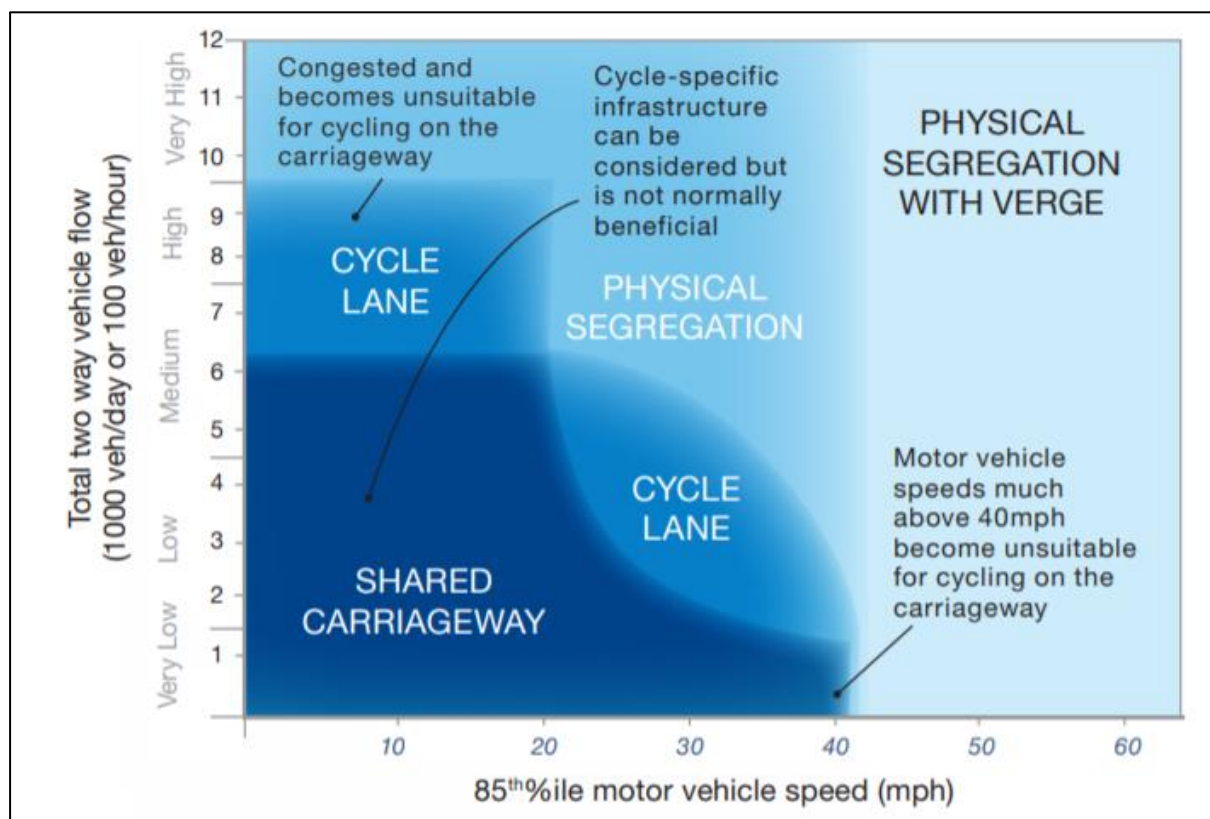 Total two way vehicle flow
(1000 veh/day or 100 veh/hour)
Very High
High
Medium
Low
Very Low
12
11
10
9
8
7
6
5
4
3
2
1
Congested and
becomes unsuitable
for cycling on the
carriageway
Cycle-specific
infrastructure
can be
considered but
is not normally
beneficial
PHYSICAL
SEGREGATION
WITH VERGE
CYCLE
LANE
PHYSICAL
SEGREGATION
CYCLE
LANE
Motor vehicle
speeds much
above 40mph
become unsuitable
for cycling on the
carriageway
SHARED
CARRIAGEWAY
10 20 30 40 50 60
85th%ile motor vehicle speed (mph)